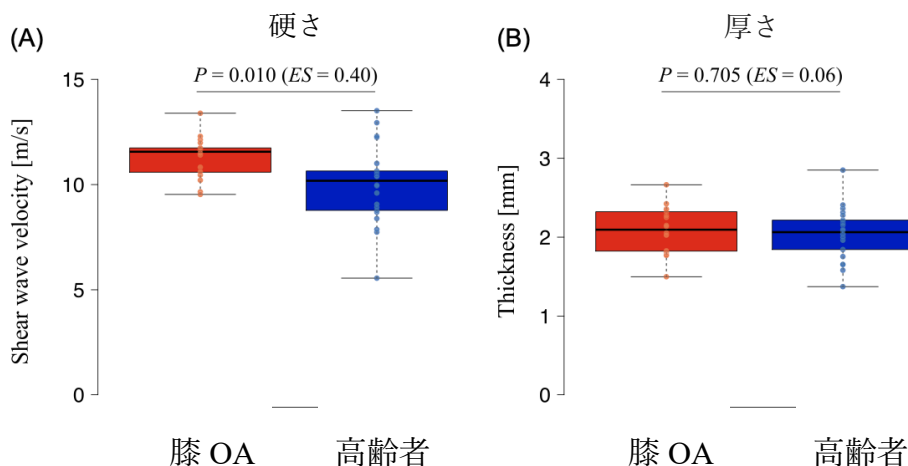 (A)
硬さ
P = 0.010 (ES = 0.40)
Shear wave velocity [m/s]
15
10
5
0
膝 OA
高齢者
(B)
厚さ
P = 0.705 (ES = 0.06)
Thickness [mm]
4
3
2
1
0
膝 OA
高齢者